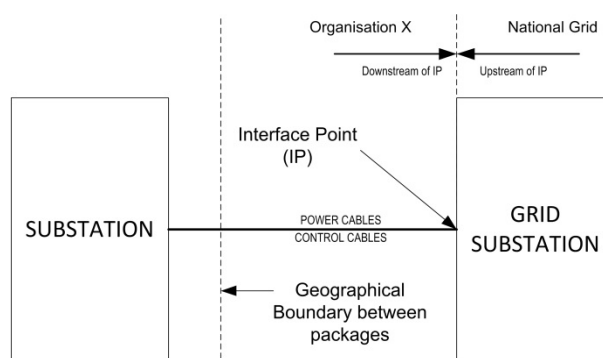 Organisation X
National Grid
Downstream of IP
Upstream of IP
Interface Point
(IP)
SUBSTATION
POWER CABLES
CONTROL CABLES
GRID
SUBSTATION
Geographical
Boundary between
packages